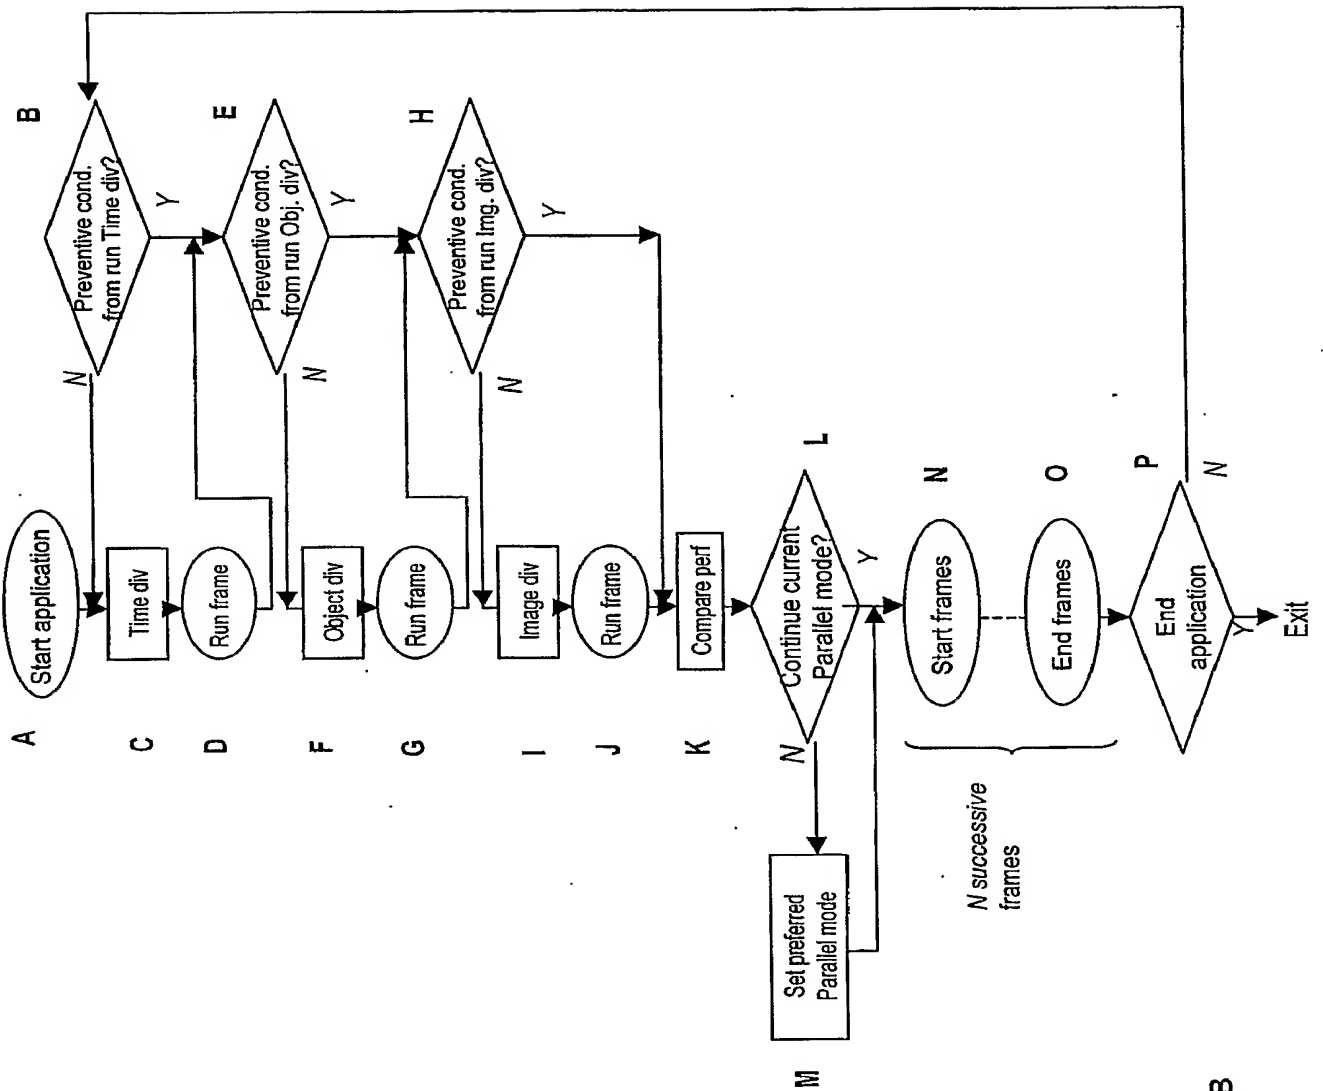 A
Start application
B
Preventive cond.
from run Time div?
N
Y
C
Time div
D
Run frame
E
Preventive cond.
from run Obj. div?
N
Y
F
Object div
G
Run frame
H
Preventive cond.
from run Img. div?
N
Y
I
Image div
J
Run frame
K
Compare perf
L
Continue current
Parallel mode?
N
Y
M
Set preferred
Parallel mode
N
Start frames
N successive
frames
O
End frames
P
End
application
N
Y
Exit